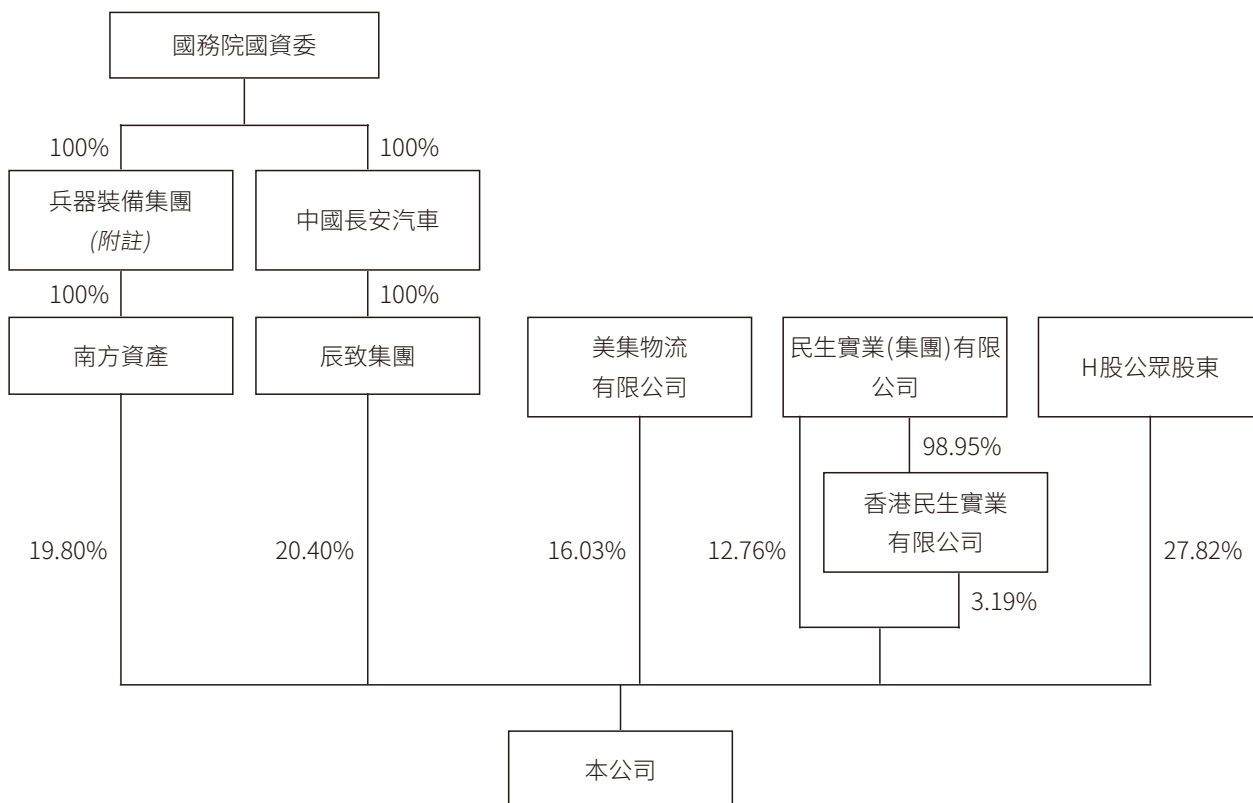 國務院國資委
100%
100%
兵器裝備集團
(附註)
中國長安汽車
100%
100%
南方資產
辰致集團
美集物流
有限公司
民生實業(集團)有限
公司
H股公眾股東
98.95%
香港民生實業
有限公司
19.80%
20.40%
16.03%
12.76%
27.82%
3.19%
本公司